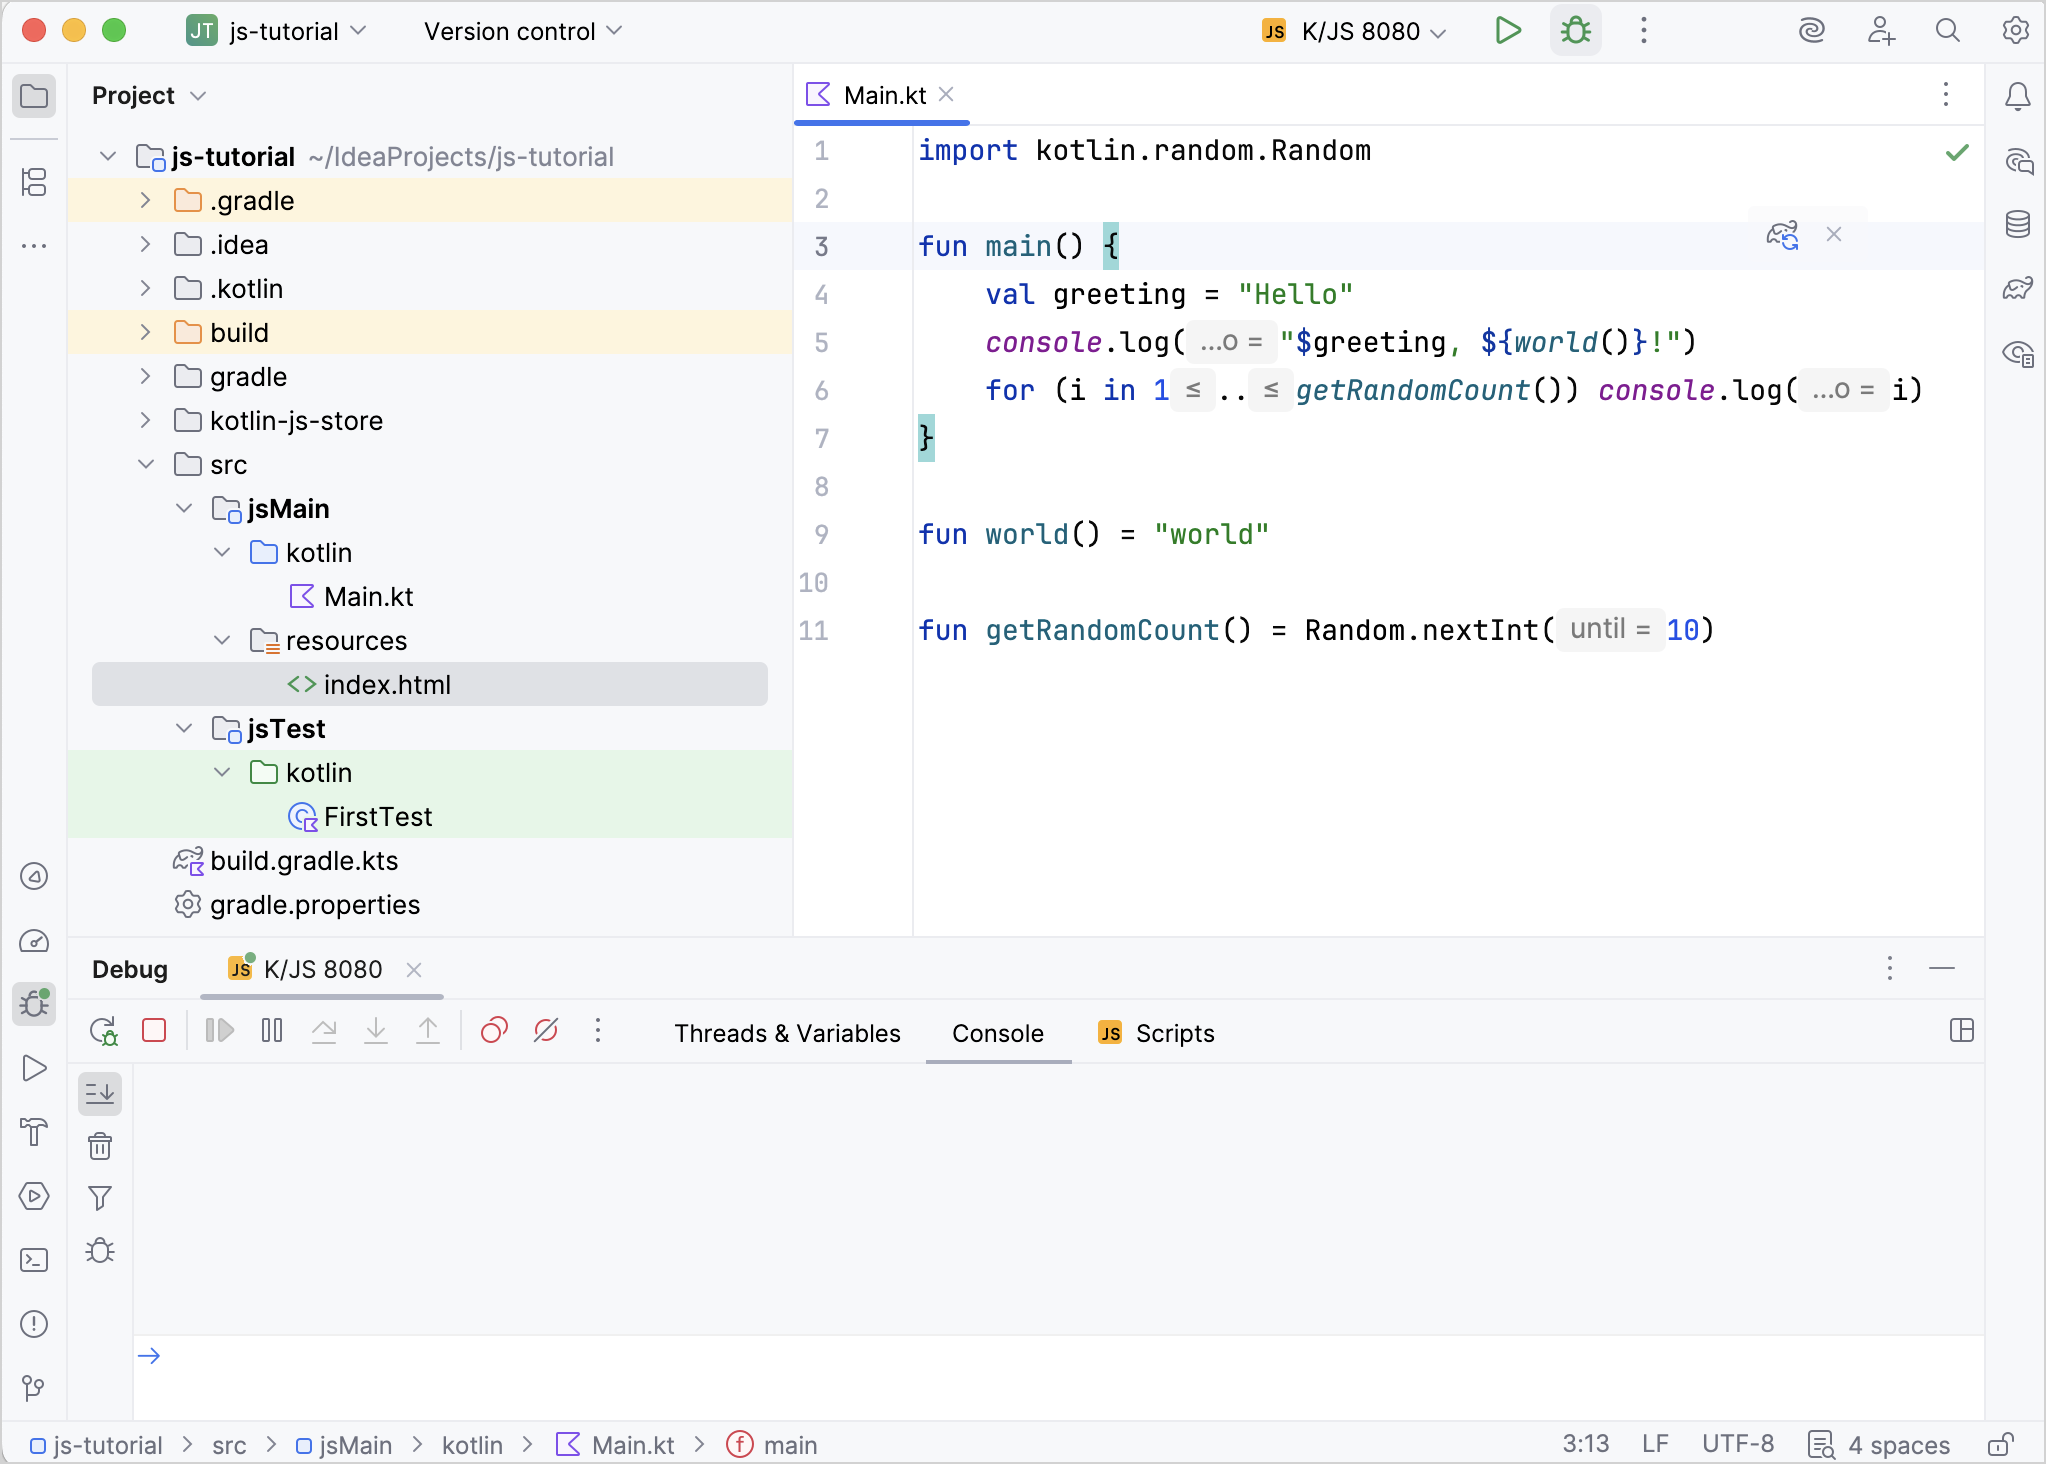 JT js-tutorial Version control JS K/JS 8080
Project
js-tutorial ~/IdeaProjects/js-tutorial
.gradle
.idea
.kotlin
build
gradle
kotlin-js-store
src
jsMain
kotlin
Main.kt
resources
index.html
jsTest
kotlin
FirstTest
build.gradle.kts
gradle.properties
Main.kt
1 import kotlin.random.Random
2
3 fun main() {
4     val greeting = "Hello"
5     console.log( …o = "$greeting, ${world()}!")
6     for (i in 1 ≤ .. ≤ getRandomCount()) console.log( …o = i)
7 }
8
9 fun world() = "world"
10
11 fun getRandomCount() = Random.nextInt( until = 10)
Debug JS K/JS 8080
Threads & Variables Console JS Scripts
js-tutorial > src > jsMain > kotlin > Main.kt > f main 3:13 LF UTF-8 4 spaces